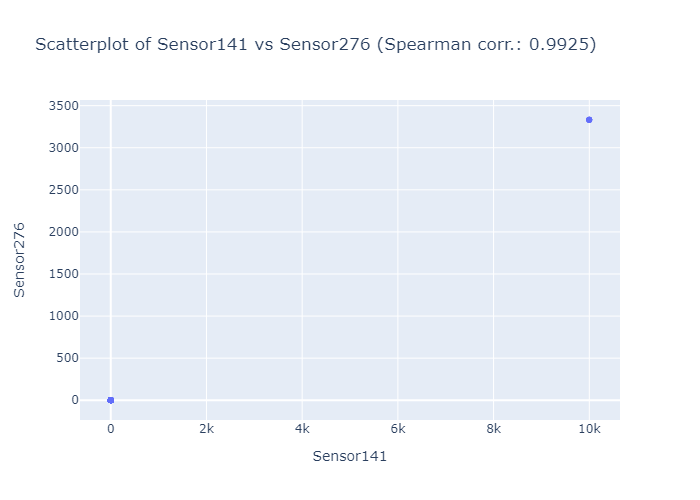 Scatterplot of Sensor141 vs Sensor276 (Spearman corr.: 0.9925)
3500
3000
2500
2000
1500
1000
500
0
Sensor276
0 2k 4k 6k 8k 10k
Sensor141